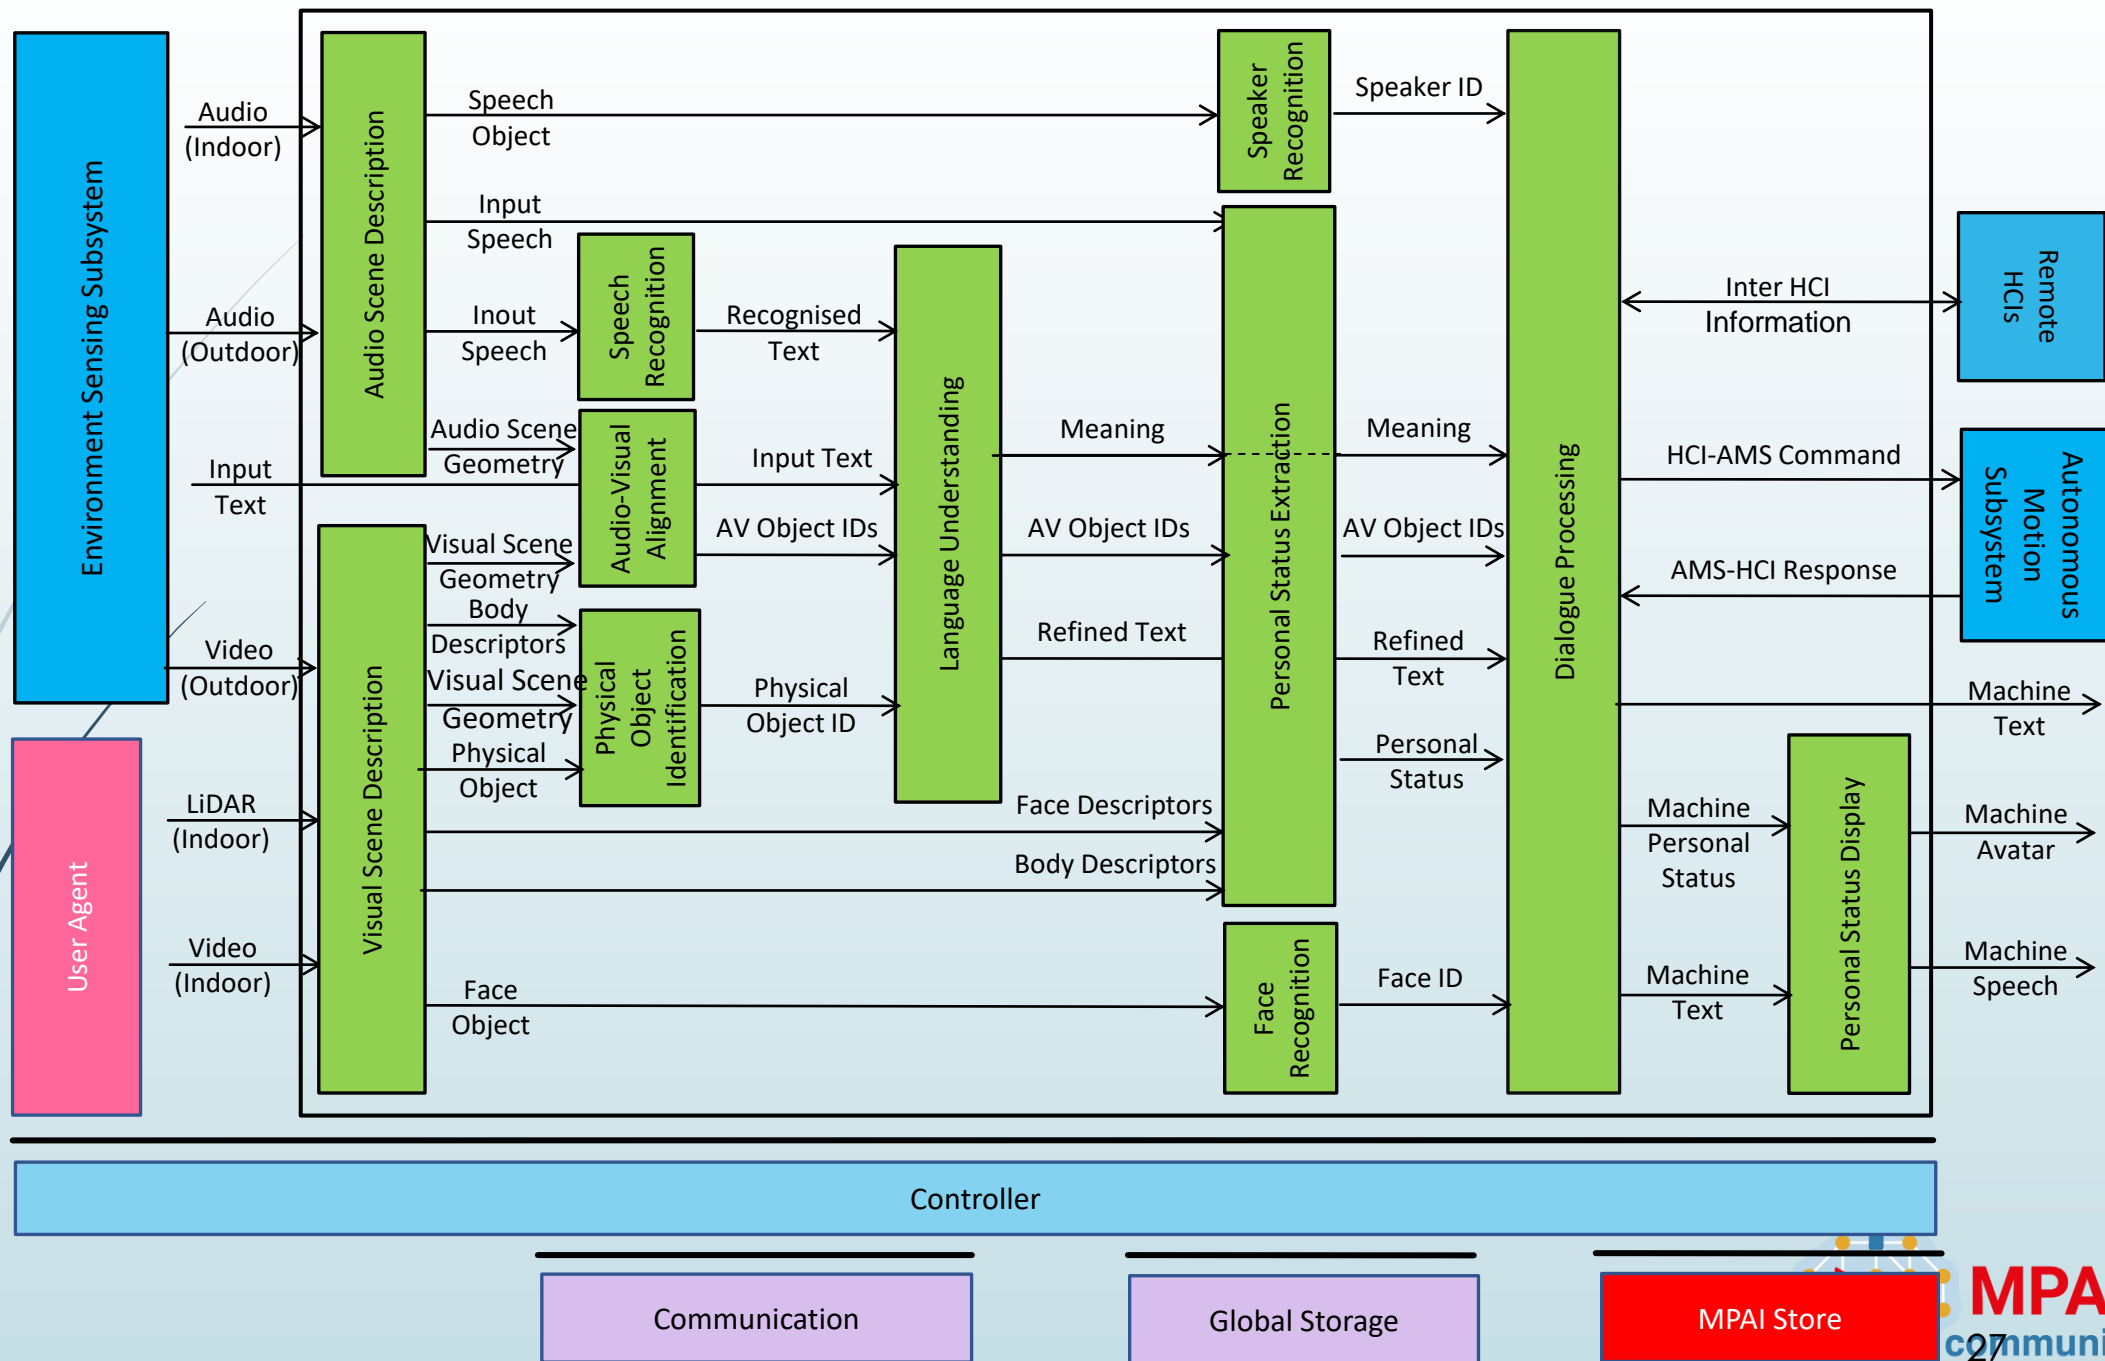 Environment Sensing Subsystem
User Agent
Audio
(Indoor)
Audio
(Outdoor)
Input
Text
Video
(Outdoor)
LiDAR
(Indoor)
Video
(Indoor)
Audio Scene Description
Visual Scene Description
Speech
Object
Input
Speech
Inout
Speech
Audio Scene
Geometry
Visual Scene
Geometry
Body
Descriptors
Visual Scene
Geometry
Physical
Object
Face
Object
Speech
Recognition
Audio-Visual
Alignment
Physical
Object
Identification
Recognised
Text
Input Text
AV Object IDs
Physical
Object ID
Language Understanding
Meaning
AV Object IDs
Refined Text
Face Descriptors
Body Descriptors
Speaker
Recognition
Personal Status Extraction
Face
Recognition
Speaker ID
Meaning
AV Object IDs
Refined
Text
Personal
Status
Face ID
Dialogue Processing
Inter HCI
Information
HCI-AMS Command
AMS-HCI Response
Machine
Personal
Status
Machine
Text
Personal Status Display
Remote
HCIs
Autonomous
Motion
Subsystem
Machine
Text
Machine
Avatar
Machine
Speech
Controller
Communication
Global Storage
MPAI Store
MPA
communi
27